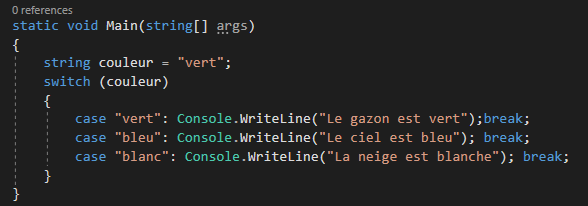 0 references
static void Main(string[] args)
{
string couleur = "vert";
switch (couleur)
{
case "vert": Console.WriteLine("Le gazon est vert");break;
case "bleu": Console.WriteLine("Le ciel est bleu"); break;
case "blanc": Console.WriteLine("La neige est blanche"); break;
}
}